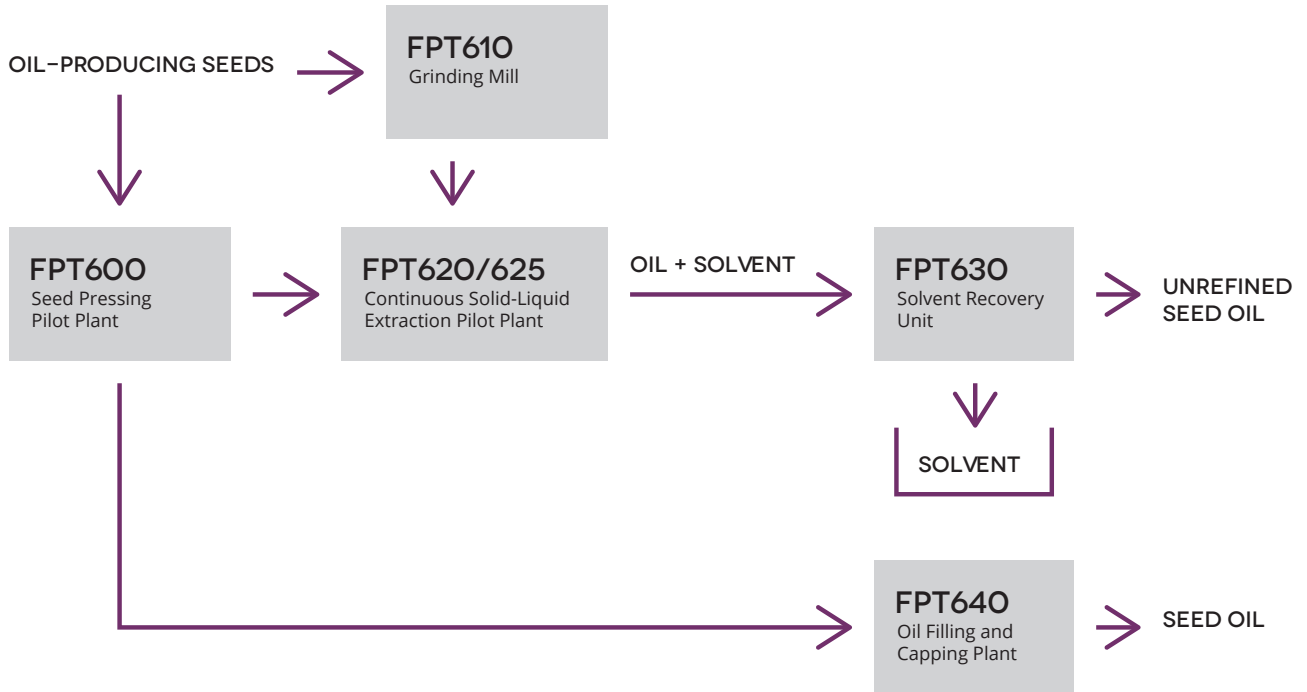 OIL-PRODUCING SEEDS
FPT610
Grinding Mill
FPT600
Seed Pressing
Pilot Plant
FPT620/625
Continuous Solid-Liquid
Extraction Pilot Plant
OIL + SOLVENT
FPT630
Solvent Recovery
Unit
UNREFINED
SEED OIL
SOLVENT
FPT640
Oil Filling and
Capping Plant
SEED OIL